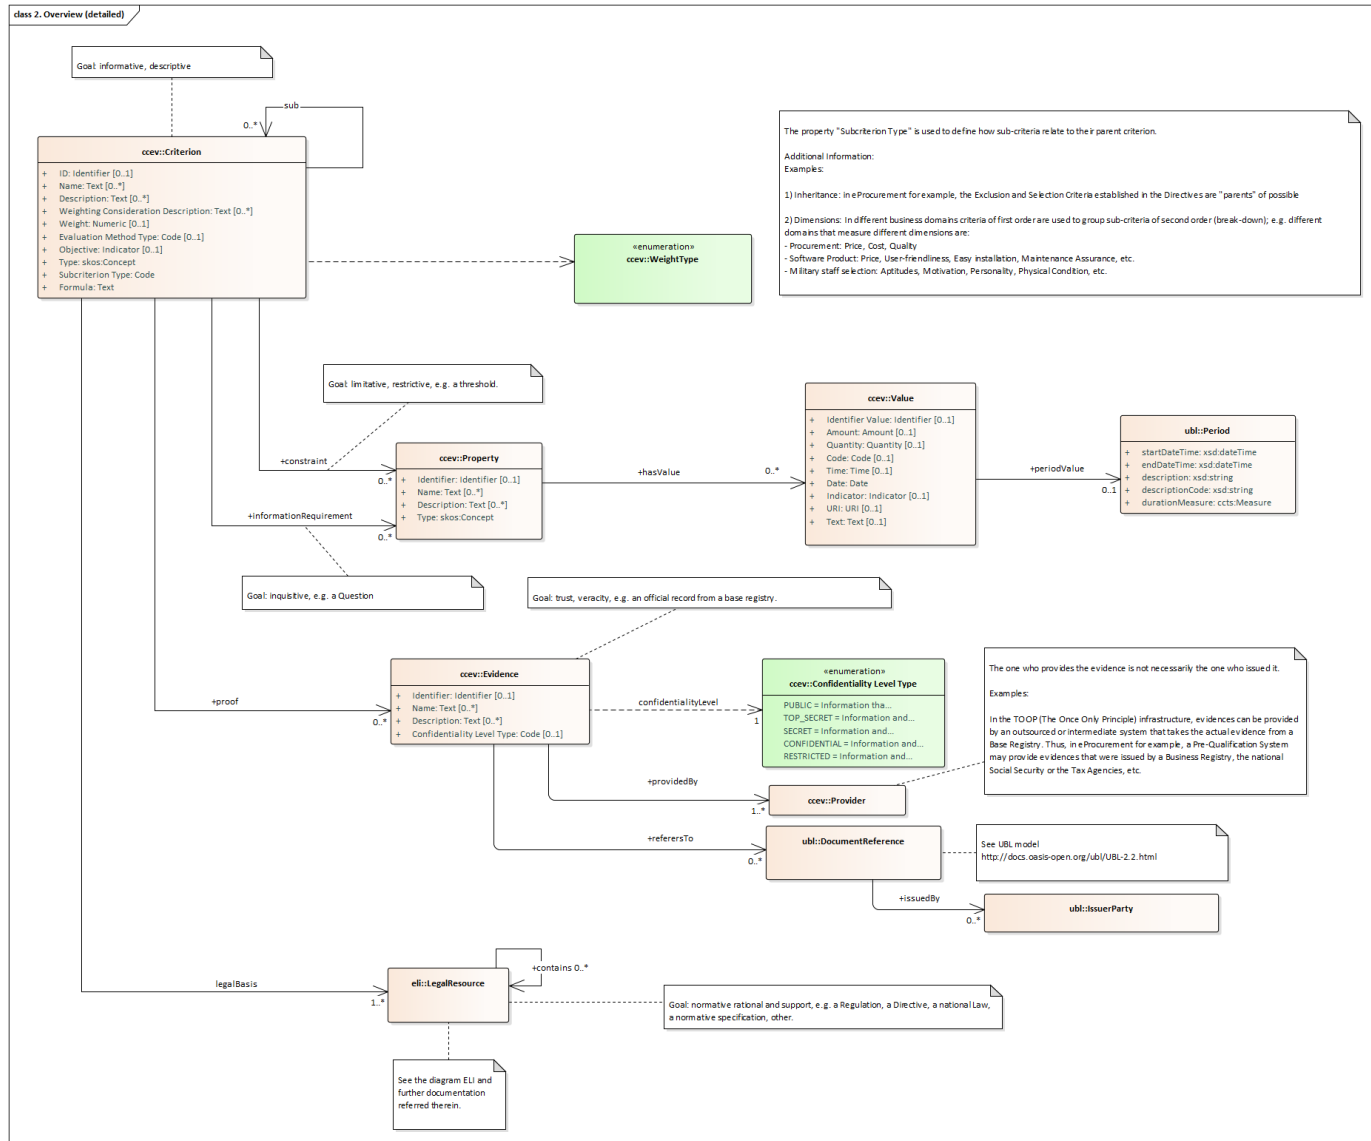 class 2. Overview (detailed)
Goal: informative, descriptive
sub
0..*
ccev::Criterion
+ ID: Identifier [0..1]
+ Name: Text [0..*]
+ Description: Text [0..*]
+ Weighting Consideration Description: Text [0..*]
+ Weight: Numeric [0..1]
+ Evaluation Method Type: Code [0..1]
+ Objective: Indicator [0..1]
+ Type: skos:Concept
+ Subcriterion Type: Code
+ Formula: Text
The property "Subcriterion Type" is used to define how sub-criteria relate to their parent criterion.
Additional Information:
Examples:
1) Inheritance: in eProcurement for example, the Exclusion and Selection Criteria established in the Directives are "parents" of possible
2) Dimensions: In different business domains criteria of first order are used to group sub-criteria of second order (break-down); e.g. different
domains that measure different dimensions are:
- Procurement: Price, Cost, Quality
- Software Product: Price, User-friendliness, Easy installation, Maintenance Assurance, etc.
- Military staff selection: Aptitudes, Motivation, Personality, Physical Condition, etc.
«enumeration»
ccev::WeightType
Goal: limitative, restrictive, e.g. a threshold.
+constraint
0..*
+informationRequirement
0..*
ccev::Property
+ Identifier: Identifier [0..1]
+ Name: Text [0..*]
+ Description: Text [0..*]
+ Type: skos:Concept
+hasValue
0..*
ccev::Value
+ Identifier Value: Identifier [0..1]
+ Amount: Amount [0..1]
+ Quantity: Quantity [0..1]
+ Code: Code [0..1]
+ Time: Time [0..1]
+ Date: Date
+ Indicator: Indicator [0..1]
+ URI: URI [0..1]
+ Text: Text [0..1]
+periodValue
0..1
ubl::Period
+ startDateTime: xsd:dateTime
+ endDateTime: xsd:dateTime
+ description: xsd:string
+ descriptionCode: xsd:string
+ durationMeasure: ccts:Measure
Goal: inquisitive, e.g. a Question
Goal: trust, veracity, e.g. an official record from a base registry.
+proof
0..*
ccev::Evidence
+ Identifier: Identifier [0..1]
+ Name: Text [0..*]
+ Description: Text [0..*]
+ Confidentiality Level Type: Code [0..1]
confidentialityLevel
1
«enumeration»
ccev::Confidentiality Level Type
PUBLIC = Information tha...
TOP_SECRET = Information and...
SECRET = Information and...
CONFIDENTIAL = Information and...
RESTRICTED = Information and...
The one who provides the evidence is not necessarily the one who issued it.
Examples:
In the TOOP (The Once Only Principle) infrastructure, evidences can be provided
by an outsourced or intermediate system that takes the actual evidence from a
Base Registry. Thus, in eProcurement for example, a Pre-Qualification System
may provide evidences that were issued by a Business Registry, the national
Social Security or the Tax Agencies, etc.
+providedBy
1..*
ccev::Provider
+referersTo
0..*
ubl::DocumentReference
See UBL model
http://docs.oasis-open.org/ubl/UBL-2.2.html
+issuedBy
0..*
ubl::IssuerParty
legalBasis
1..*
eli::LegalResource
+contains 0..*
Goal: normative rational and support, e.g. a Regulation, a Directive, a national Law,
a normative specification, other.
See the diagram ELI and
further documentation
referred therein.